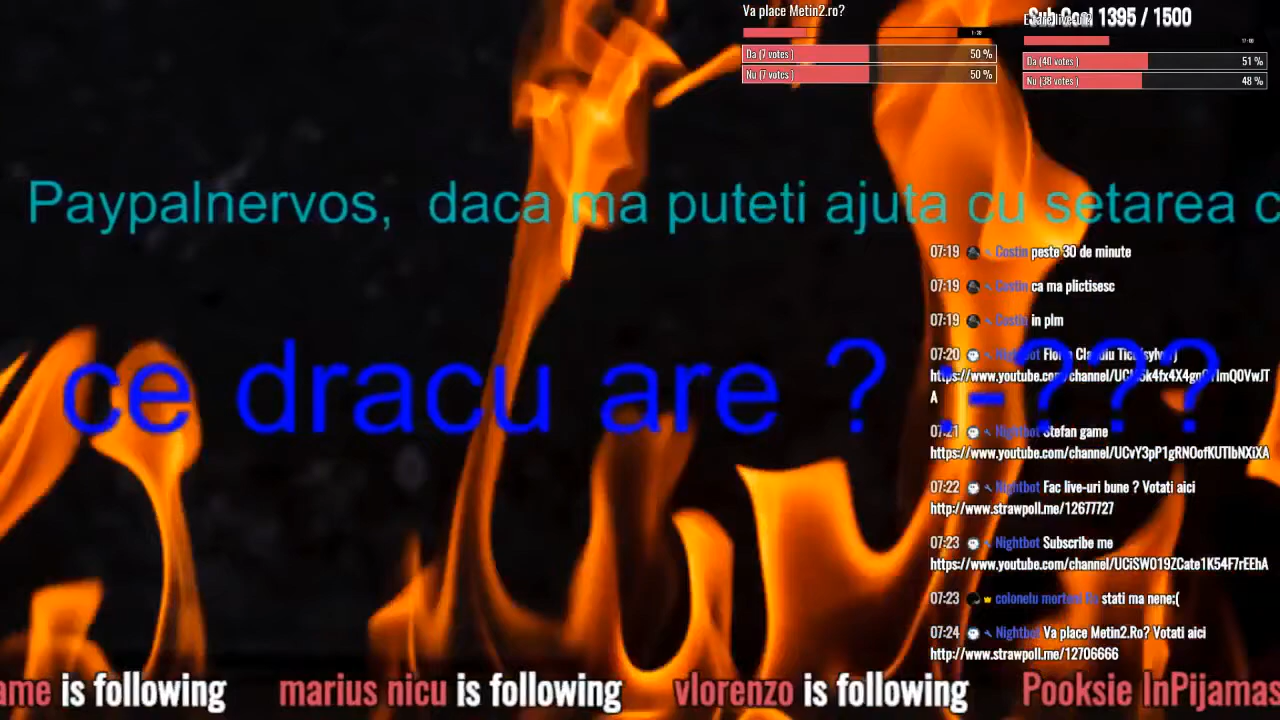 Va place Metin2.ro?
Da (7 votes ) 50 %
Nu (7 votes ) 50 %
Sub Goal 1395 / 1500
Da (40 votes ) 51 %
Nu (38 votes ) 48 %
Paypalnervos, daca ma puteti ajuta cu setarea c
07:19 Costin peste 30 de minute
07:19 Costin ca ma plictisesc
07:19 Costin in plm
ce dracu are ? :-???
07:20 Nightbot
07:21 Nightbot Stefan game
https://www.youtube.com/channel/UCvY3pP1gRNOofKUTlbNXiXA
07:22 Nightbot Fac live-uri bune ? Votati aici
http://www.strawpoll.me/12677727
07:23 Nightbot Subscribe me
https://www.youtube.com/channel/UCiSWO19ZCate1K54F7rEEhA
07:23 colonelu stati ma nene;(
07:24 Nightbot Va place Metin2.Ro? Votati aici
http://www.strawpoll.me/12706666
ame is following marius nicu is following vlorenzo is following Pooksie InPijamas